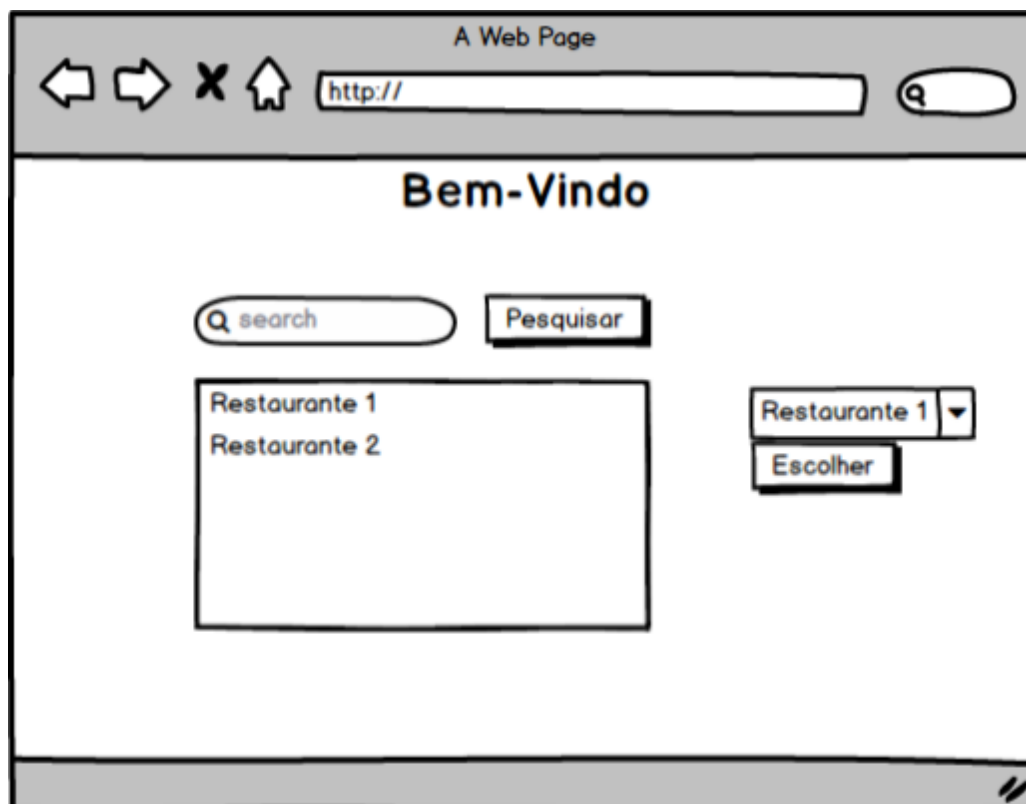 A Web Page
http://
Bem-Vindo
search
Pesquisar
Restaurante 1
Restaurante 2
Restaurante 1
Escolher